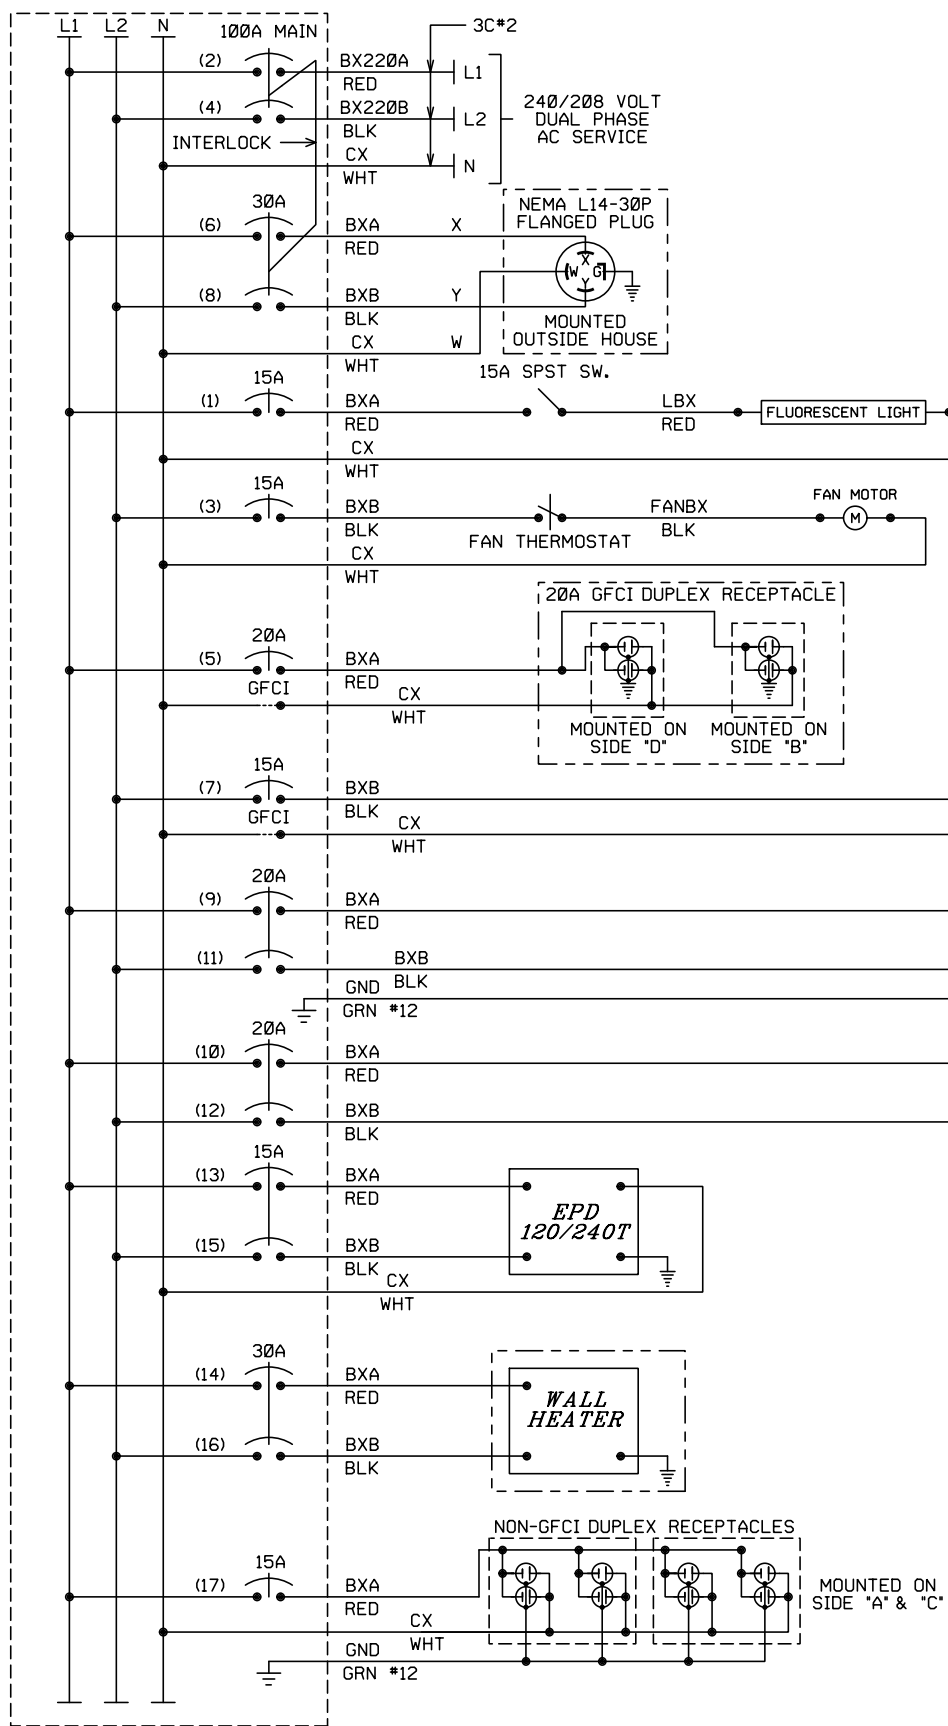 L1 L2 N
100A MAIN
3C#2
(2) BX220A L1
RED
(4) BX220B L2
BLK
240/208 VOLT
DUAL PHASE
AC SERVICE
INTERLOCK
CX N
WHT
30A
NEMA L14-30P
FLANGED PLUG
(6) BXA X
RED
X
W G
Y
(8) BXB Y
BLK
MOUNTED
OUTSIDE HOUSE
CX W
WHT
15A 15A SPST SW.
(1) BXA LBX
RED RED
FLUORESCENT LIGHT
CX
WHT
15A FAN MOTOR
(3) BXB FANBX
BLK BLK
M
FAN THERMOSTAT
CX
WHT
20A GFCI DUPLEX RECEPTACLE
20A
(5) BXA
GFCI RED
CX
WHT
MOUNTED ON MOUNTED ON
SIDE "D" SIDE "B"
15A
(7) BXB
GFCI BLK
CX
WHT
20A
(9) BXA
RED
(11) BXB
BLK
GND
GRN #12
20A
(10) BXA
RED
(12) BXB
BLK
15A
(13) BXA
RED
EPD
120/240T
(15) BXB
BLK
CX
WHT
30A
(14) BXA
RED
WALL
HEATER
(16) BXB
BLK
NON-GFCI DUPLEX RECEPTACLES
15A
(17) BXA
RED
MOUNTED ON
SIDE "A" & "C"
CX
WHT
GND
GRN #12